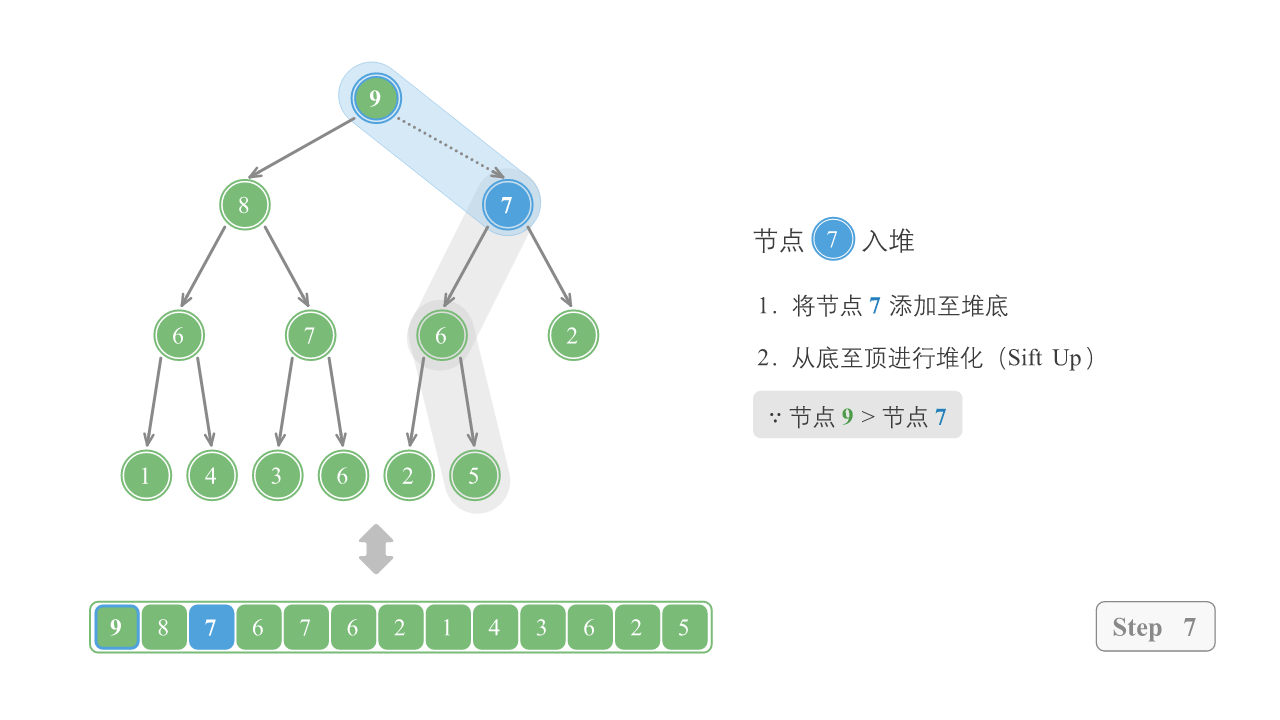 9
8 7
6 7 6 2
1 4 3 6 2 5
9 8 7 6 7 6 2 1 4 3 6 2 5
节点 7 入堆
1. 将节点 7 添加至堆底
2. 从底至顶进行堆化（Sift Up）
∵ 节点 9 > 节点 7
Step 7